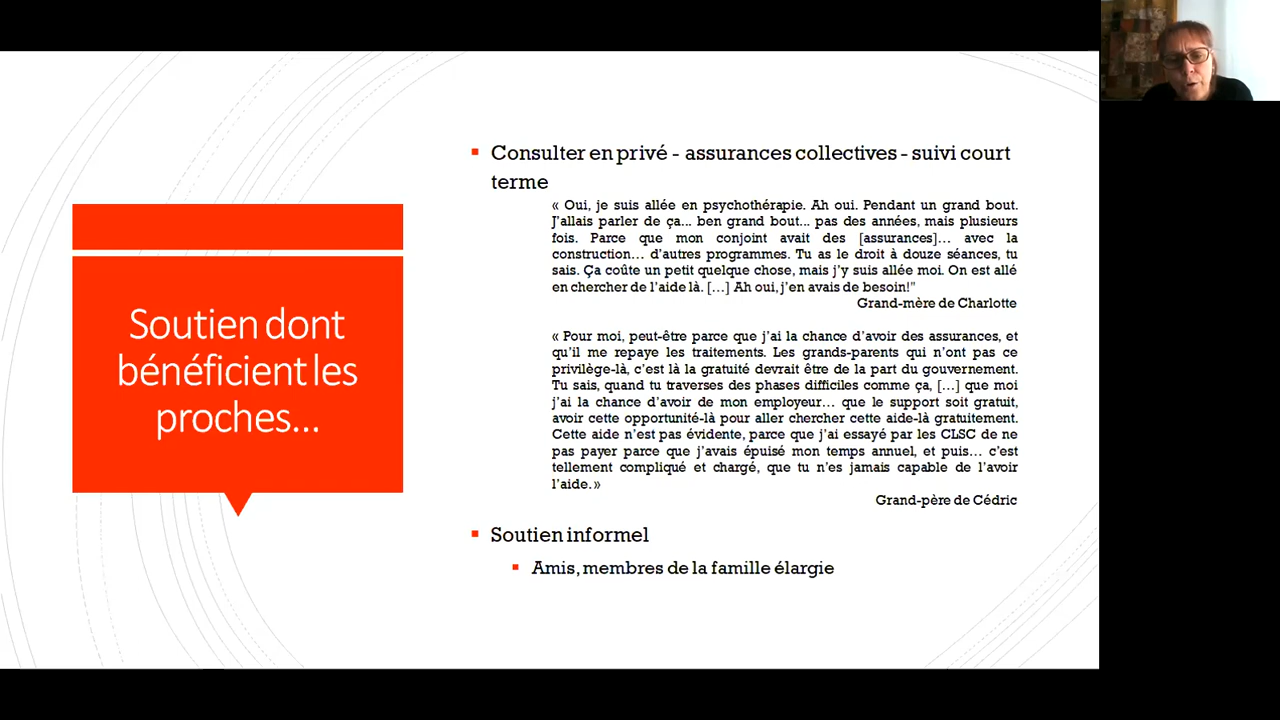 Soutien dont
bénéficient les
proches...
Consulter en privé - assurances collectives - suivi court
terme
« Oui, je suis allée en psychothérapie. Ah oui. Pendant un grand bout.
J'allais parler de ça... ben grand bout... pas des années, mais plusieurs
fois. Parce que mon conjoint avait des [assurances]... avec la
construction... d'autres programmes. Tu as le droit à douze séances, tu
sais. Ça coûte un petit quelque chose, mais j'y suis allée moi. On est allé
en chercher de l'aide là. [...] Ah oui, j'en avais de besoin!"
Grand-mère de Charlotte
« Pour moi, peut-être parce que j'ai la chance d'avoir des assurances, et
qu'il me repaye les traitements. Les grands-parents qui n'ont pas ce
privilège-là, c'est là la gratuité devrait être de la part du gouvernement.
Tu sais, quand tu traverses des phases difficiles comme ça, [...] que moi
j'ai la chance d'avoir de mon employeur... que le support soit gratuit,
avoir cette opportunité-là pour aller chercher cette aide-là gratuitement.
Cette aide n'est pas évidente, parce que j'ai essayé par les CLSC de ne
pas payer parce que j'avais épuisé mon temps annuel, et puis... c'est
tellement compliqué et chargé, que tu n'es jamais capable de l'avoir
l'aide.»
Grand-père de Cédric
Soutien informel
Amis, membres de la famille élargie